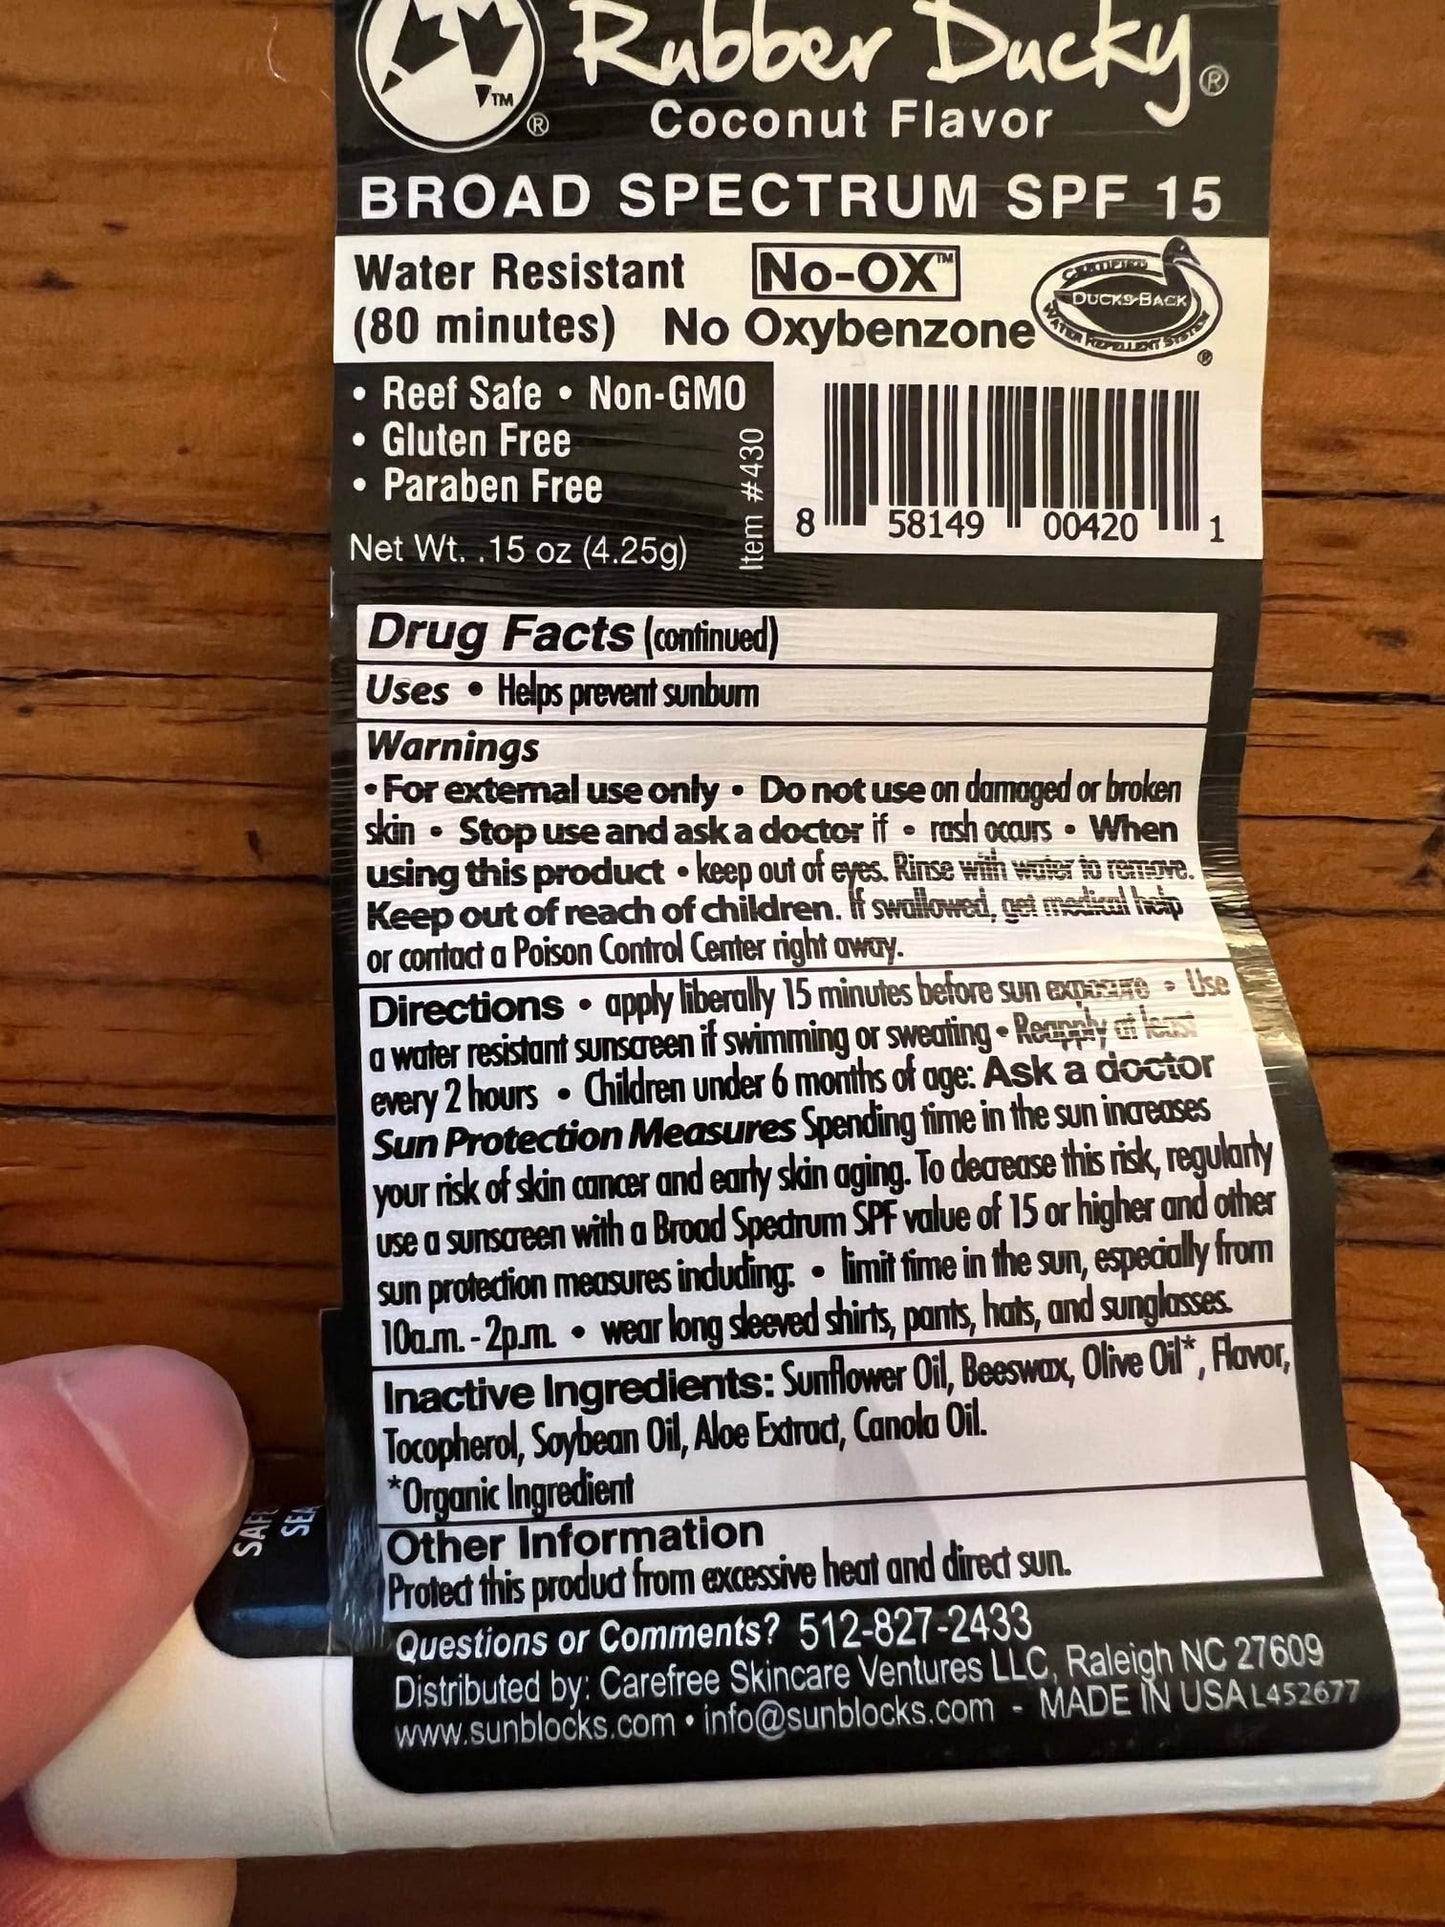 Rubber Ducky®
TM ®
Coconut Flavor
BROAD SPECTRUM SPF 15
Water Resistant
(80 minutes)
No-OX™
No Oxybenzone
CERTIFIED
DUCKS-BACK
WATER REPELLENT SYSTEM
®
• Reef Safe • Non-GMO
• Gluten Free
• Paraben Free
Net Wt. .15 oz (4.25g)
Item #430
8 58149 00420 1
Drug Facts (continued)
Uses • Helps prevent sunburn
Warnings
• For external use only • Do not use on damaged or broken
skin • Stop use and ask a doctor if • rash occurs • When
using this product • keep out of eyes. Rinse with water to remove.
Keep out of reach of children. If swallowed, get medical help
or contact a Poison Control Center right away.
Directions • apply liberally 15 minutes before sun exposure • Use
a water resistant sunscreen if swimming or sweating • Reapply at least
every 2 hours • Children under 6 months of age: Ask a doctor
Sun Protection Measures Spending time in the sun increases
your risk of skin cancer and early skin aging. To decrease this risk, regularly
use a sunscreen with a Broad Spectrum SPF value of 15 or higher and other
sun protection measures including: • limit time in the sun, especially from
10a.m. - 2p.m. • wear long sleeved shirts, pants, hats, and sunglasses.
Inactive Ingredients: Sunflower Oil, Beeswax, Olive Oil*, Flavor,
Tocopherol, Soybean Oil, Aloe Extract, Canola Oil.
*Organic Ingredient
Other Information
Protect this product from excessive heat and direct sun.
Questions or Comments? 512-827-2433
Distributed by: Carefree Skincare Ventures LLC, Raleigh NC 27609
www.sunblocks.com • info@sunblocks.com - MADE IN USA L452677